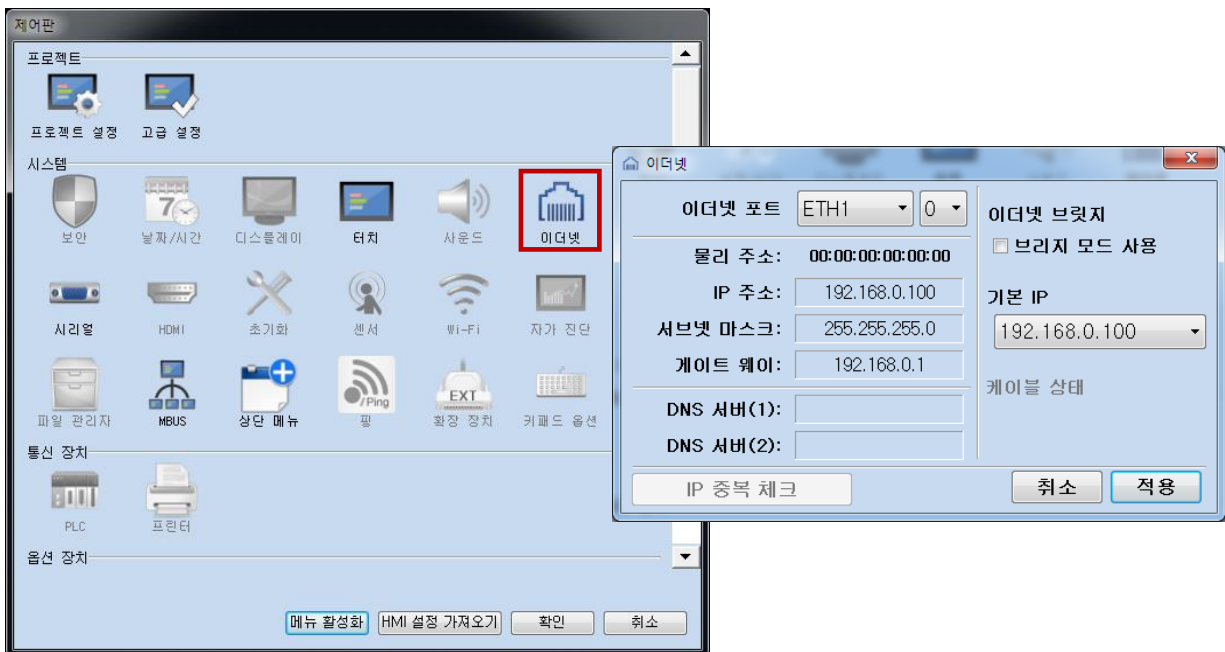 제어판
프로젝트
프로젝트 설정 고급 설정
시스템
7
보안 날짜/시간 디스플레이 터치 사운드 이더넷
시리얼 HDMI 초기화 센서 Wi-Fi 자가 진단
/Ping
EXT
파일 관리자 MBUS 상단 메뉴 핑 확장 장치 키패드 옵션
통신 장치
PLC 프린터
옵션 장치
메뉴 활성화 HMI 설정 가져오기 확인 취소
이더넷
이더넷 포트 ETH1 0
물리 주소: 00:00:00:00:00:00
IP 주소: 192.168.0.100
서브넷 마스크: 255.255.255.0
게이트 웨이: 192.168.0.1
DNS 서버(1):
DNS 서버(2):
이더넷 브릿지
브리지 모드 사용
기본 IP
192.168.0.100
케이블 상태
IP 중복 체크 취소 적용